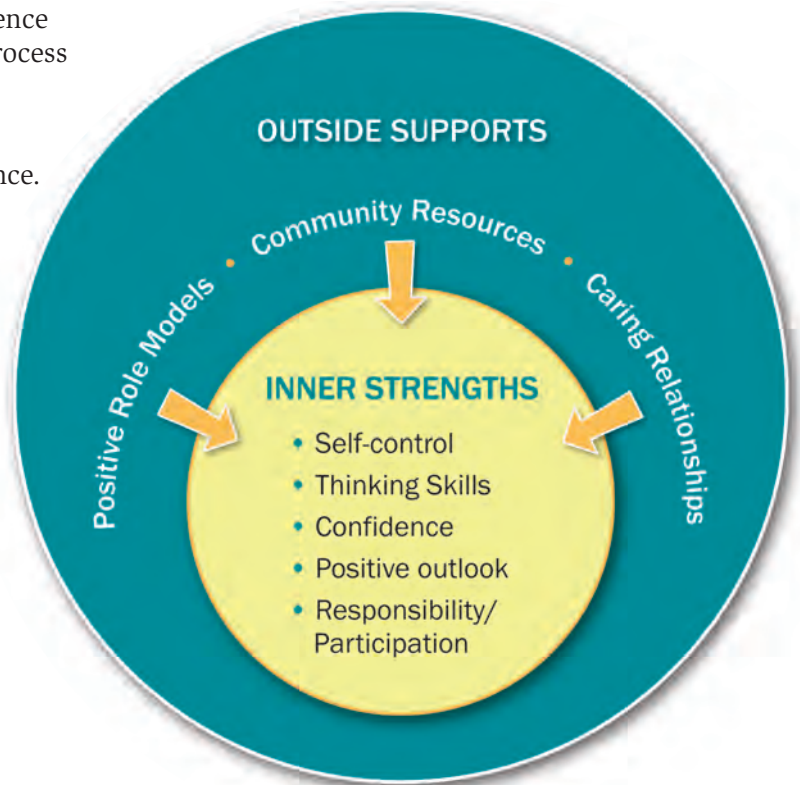 ence
rocess
nce.
OUTSIDE SUPPORTS
Positive Role Models • Community Resources • Caring Relationships
INNER STRENGTHS
• Self-control
• Thinking Skills
• Confidence
• Positive outlook
• Responsibility/
Participation